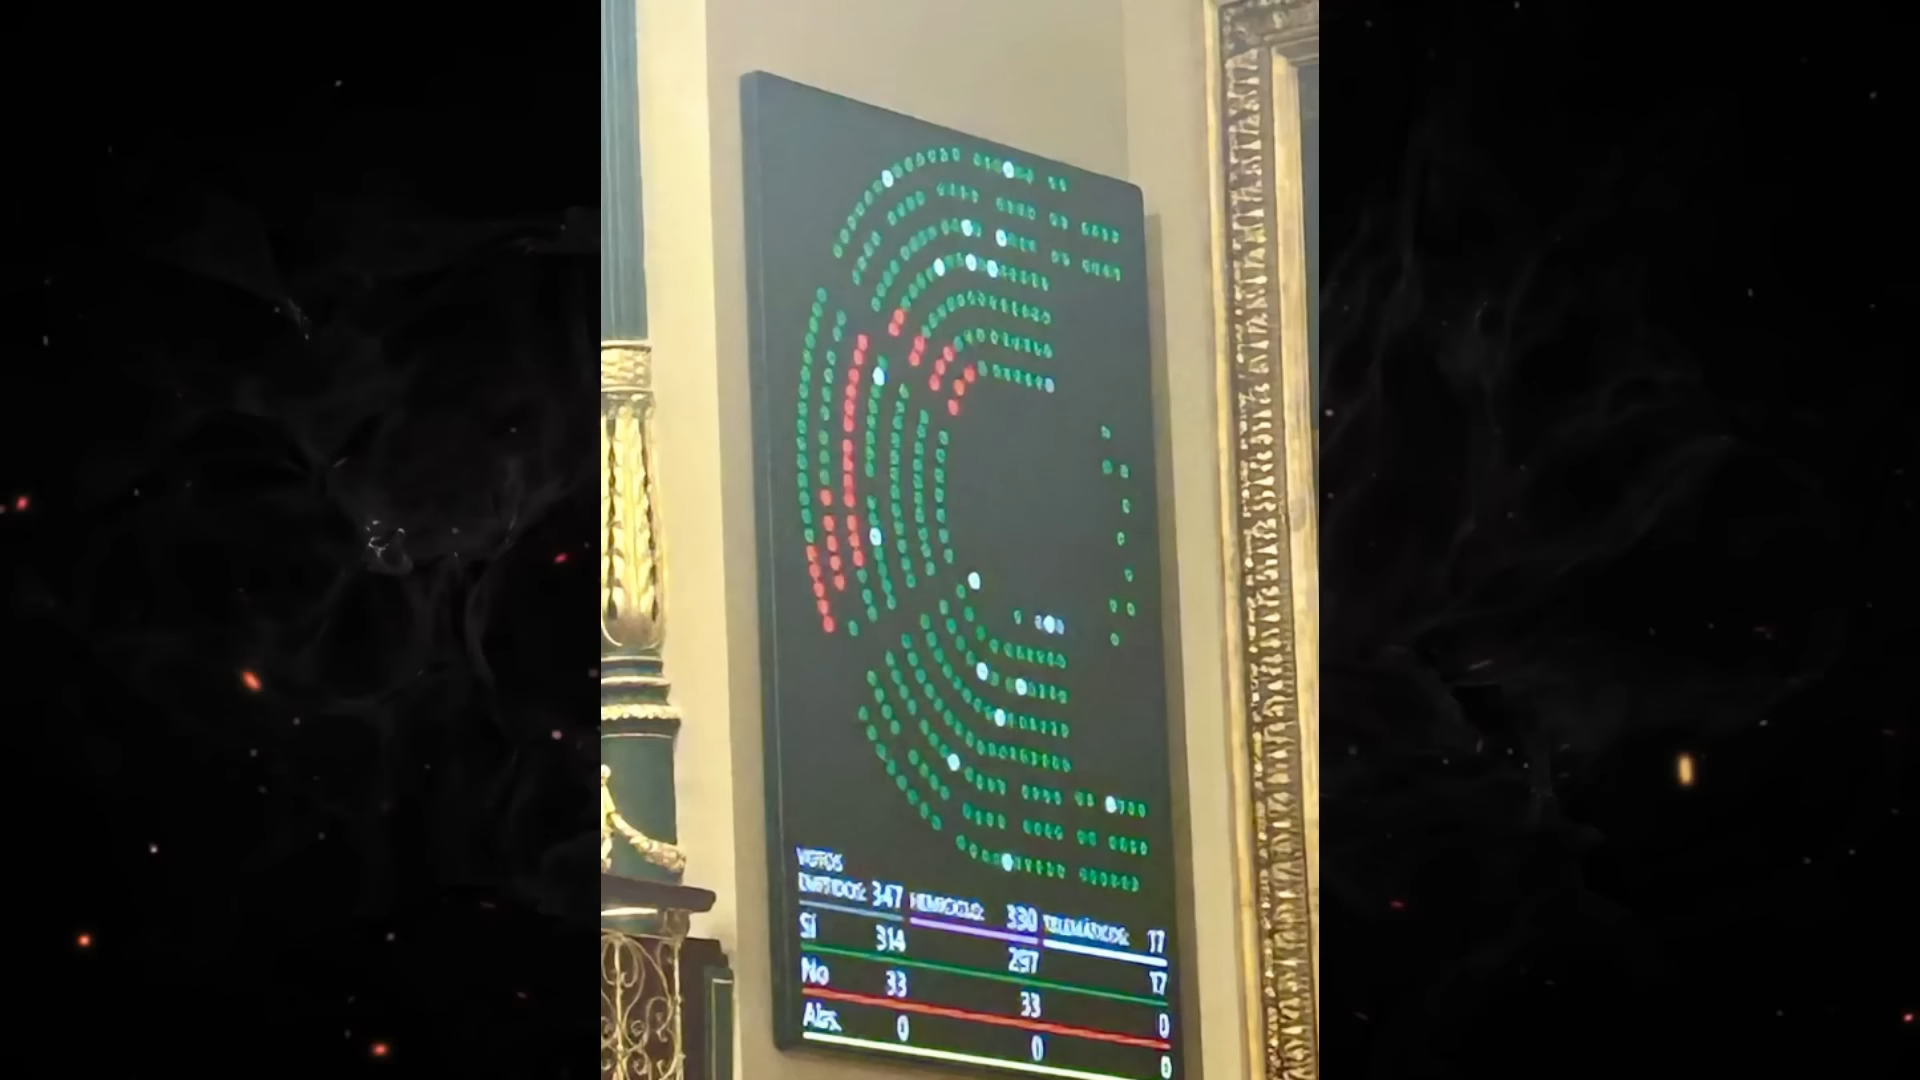 VOTOS
EMITIDOS: 347 HEMICICLO: 330 TELEMÁTICOS: 17
Sí 314 297 17
No 33 33 0
Abs. 0 0 0